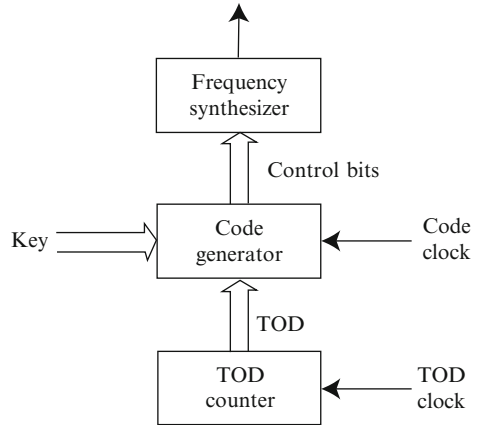 Frequency
synthesizer
Control bits
Key
Code
generator
Code
clock
TOD
TOD
counter
TOD
clock